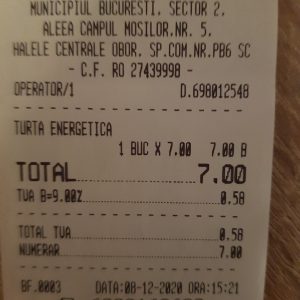 MUNICIPIUL BUCURESTI, SECTOR 2,
ALEEA CAMPUL MOSILOR,NR. 5,
HALELE CENTRALE OBOR, SP.COM.NR.PB6 SC
- C.F. RO 27439998 -
OPERATOR/1 D.698012548
TURTA ENERGETICA
1 BUC X 7.00 7.00 B
TOTAL 7.00
TUA B=9.00% 0.58
TOTAL TUA 0.58
NUMERAR 7.00
BF.0003 DATA:08-12-2020 ORA:15:21